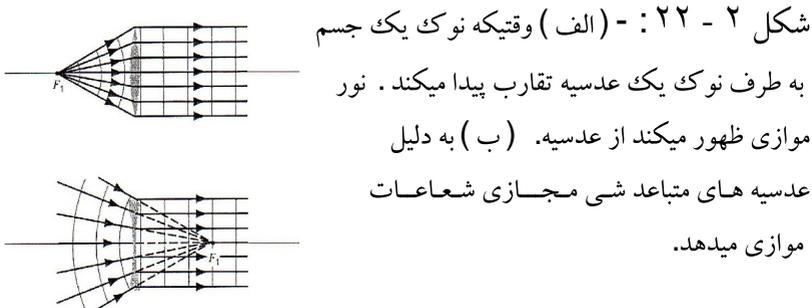 شکل ۲ - ۲۲ : - ( الف ) وقتیکه نوک یک جسم
به طرف نوک یک عدسیه تقارب پیدا میکند . نور
موازی ظهور میکند از عدسیه. ( ب ) به دلیل
عدسیه های متباعد شی مجازی شعاعات
موازی میدهد.
F₁
F₁